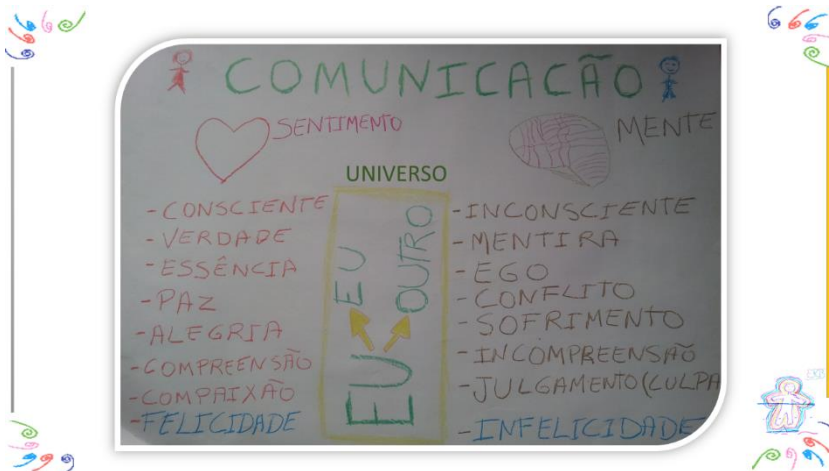 COMUNICACÃO
SENTIMENTO
MENTE
UNIVERSO
-CONSCIENTE
-VERDADE
-ESSÊNCIA
-PAZ
-ALEGRIA
-COMPREENSÃO
-COMPAIXÃO
-FELICIDADE
EU
EU
OUTRO
-INCONSCIENTE
-MENTIRA
-EGO
-CONFLITO
-SOFRIMENTO
-INCOMPREENSÃO
-JULGAMENTO(CULPA
-INFELICIDADE